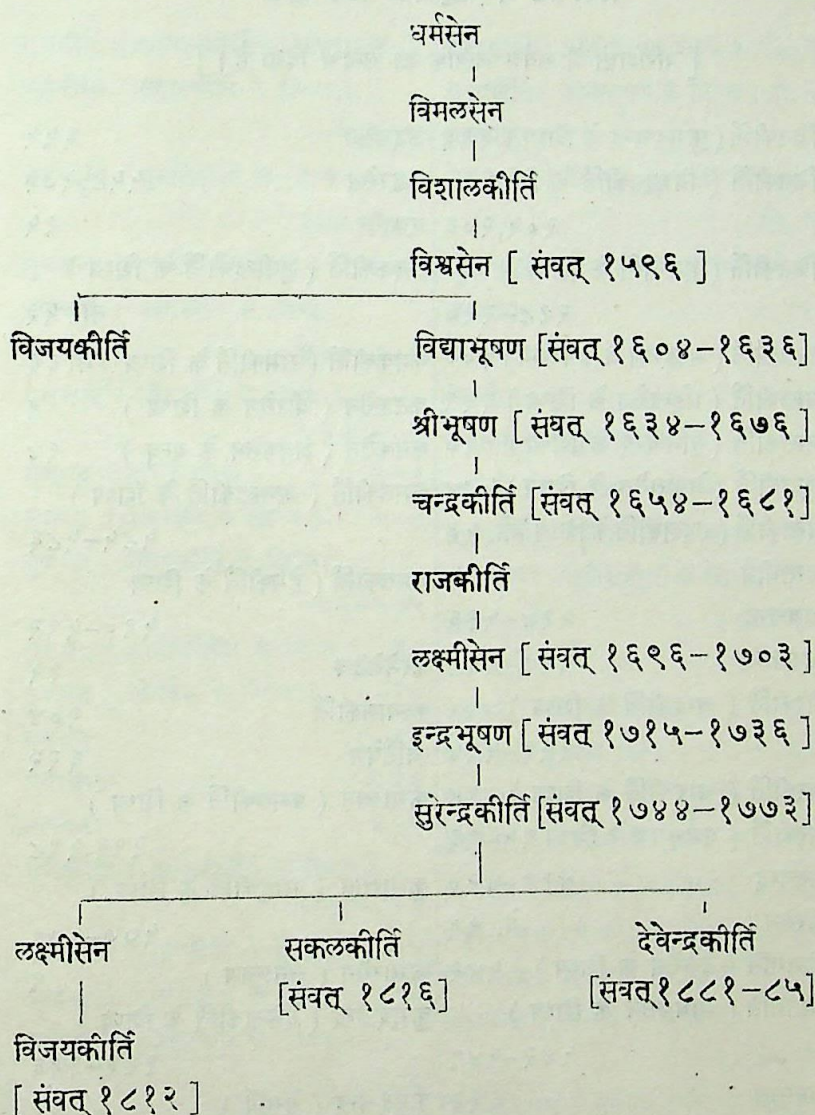 धर्मसेन
विमलसेन
विशालकीर्ति
विश्वसेन [ संवत् १५९६ ]
विजयकीर्ति विद्याभूषण [संवत् १६०४-१६३६]
श्रीभूषण [ संवत् १६३४-१६७६ ]
चन्द्रकीर्ति [संवत् १६५४-१६८१]
राजकीर्ति
लक्ष्मीसेन [ संवत् १६९६-१७०३ ]
इन्द्रभूषण [ संवत् १७१५-१७३६ ]
सुरेन्द्रकीर्ति [संवत् १७४४-१७७३]
लक्ष्मीसेन सकलकीर्ति देवेन्द्रकीर्ति
[संवत् १८१६] [संवत् १८८१-८५]
विजयकीर्ति
[ संवत् १८१२ ]